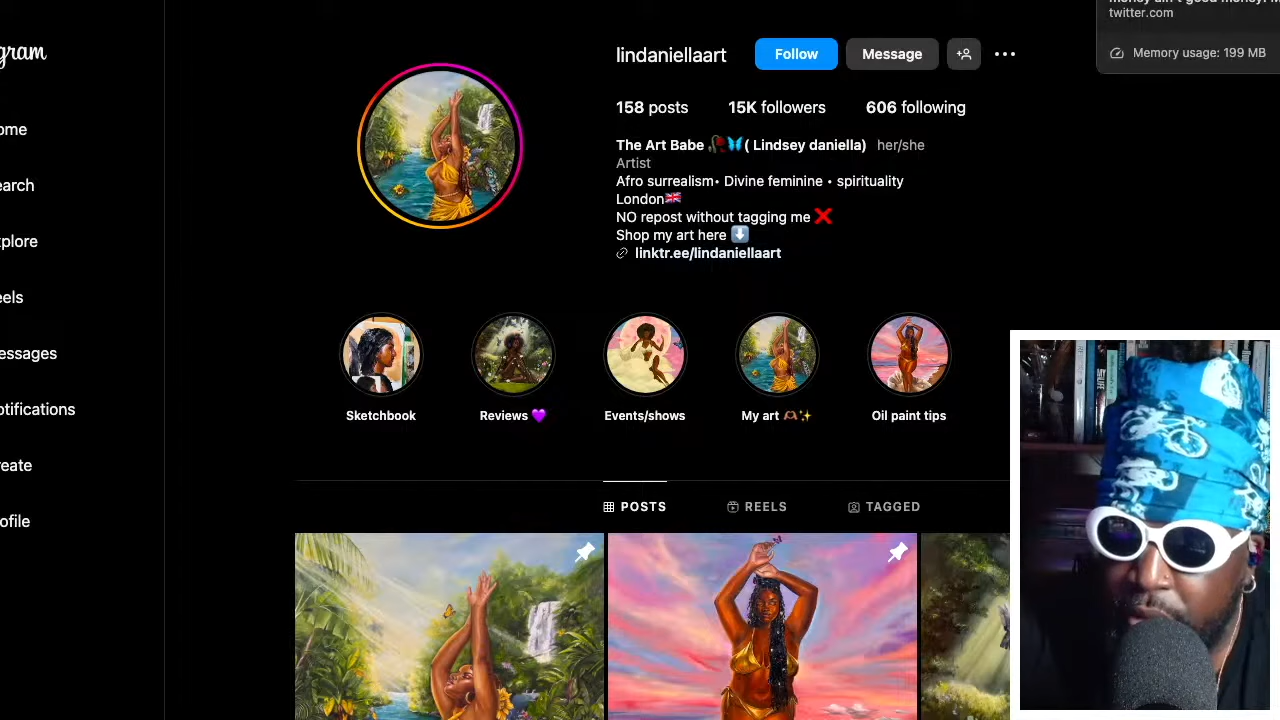 gram
ome
earch
xplore
eels
essages
otifications
reate
ofile
lindaniellaart
Follow
Message
158 posts
15K followers
606 following
The Art Babe 🥀🦋( Lindsey daniella) her/she
Artist
Afro surrealism• Divine feminine • spirituality
London🇬🇧
NO repost without tagging me ❌
Shop my art here ⬇️
linktr.ee/lindaniellaart
Sketchbook
Reviews 💜
Events/shows
My art 🫶🏾✨
Oil paint tips
POSTS
REELS
TAGGED
twitter.com
Memory usage: 199 MB